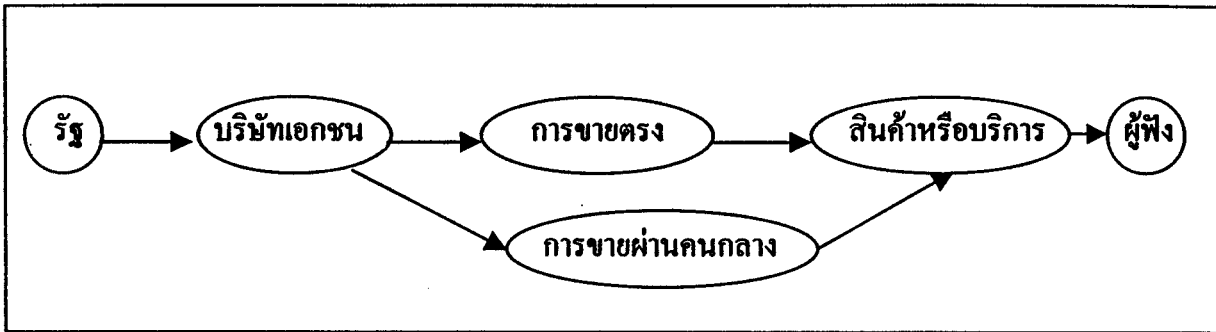 รัฐ
บริษัทเอกชน
การขายตรง
สินค้าหรือบริการ
ผู้ฟัง
การขายผ่านคนกลาง